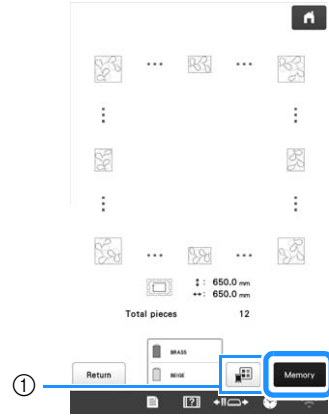 ... ...
⋮ ⋮
⋮ ⋮
... ...
↕: 650.0 mm
↔: 650.0 mm
Total pieces 12
BRASS
BEIGE
Return
Memory
①